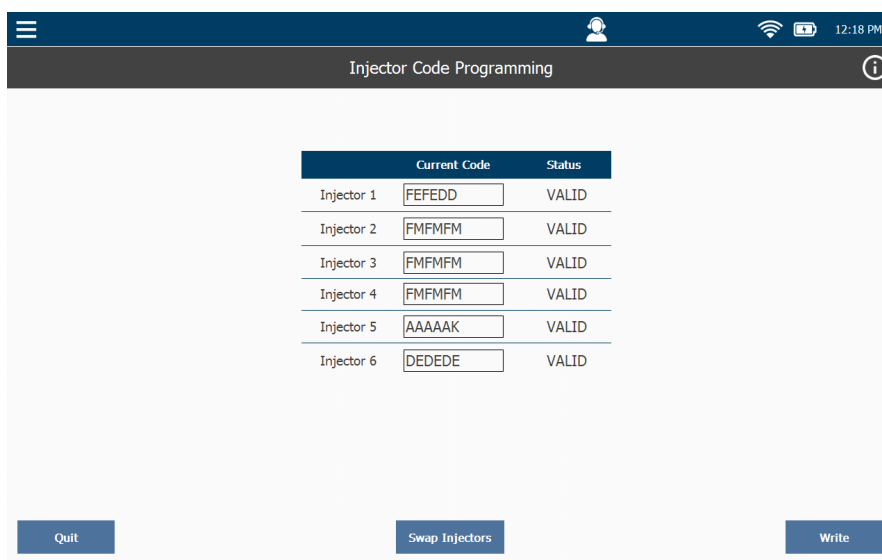 12:18 PM
Injector Code Programming
Current Code Status
Injector 1 FEFEDD VALID
Injector 2 FMFMFM VALID
Injector 3 FMFMFM VALID
Injector 4 FMFMFM VALID
Injector 5 AAAAAK VALID
Injector 6 DEDEDE VALID
Quit Swap Injectors Write